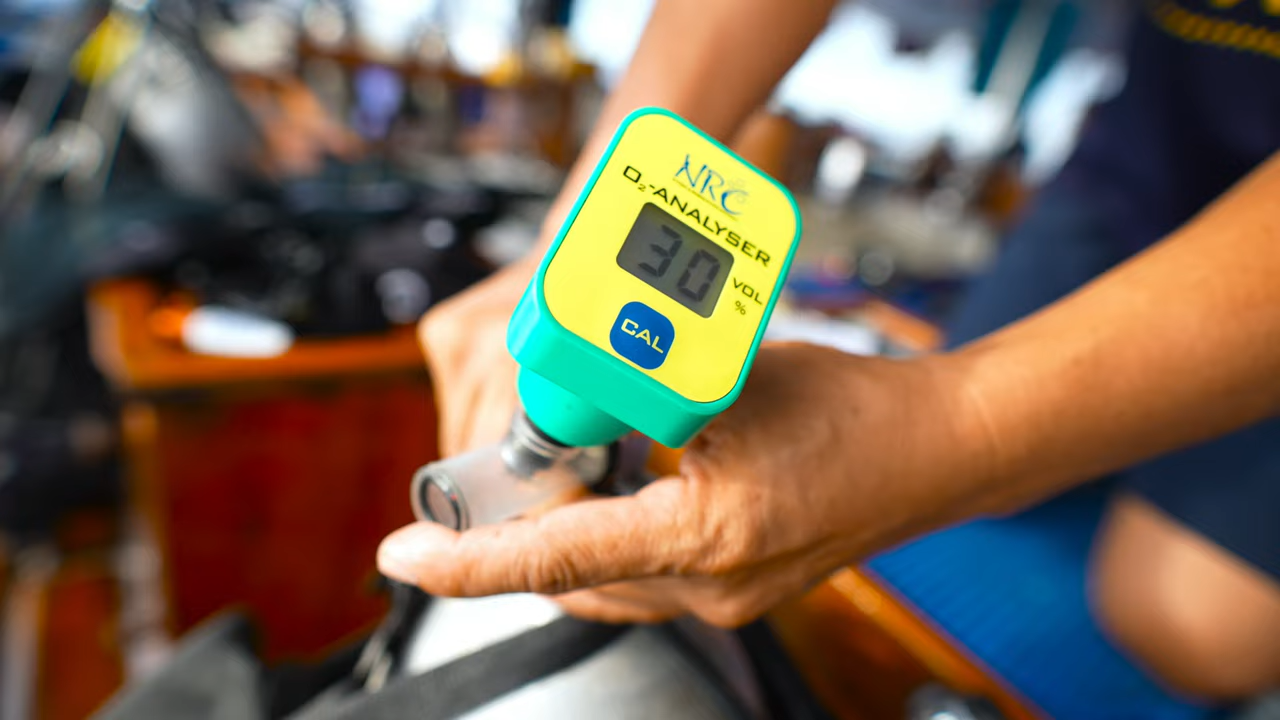 NRC
O₂-ANALYSER
30
VOL
%
CAL